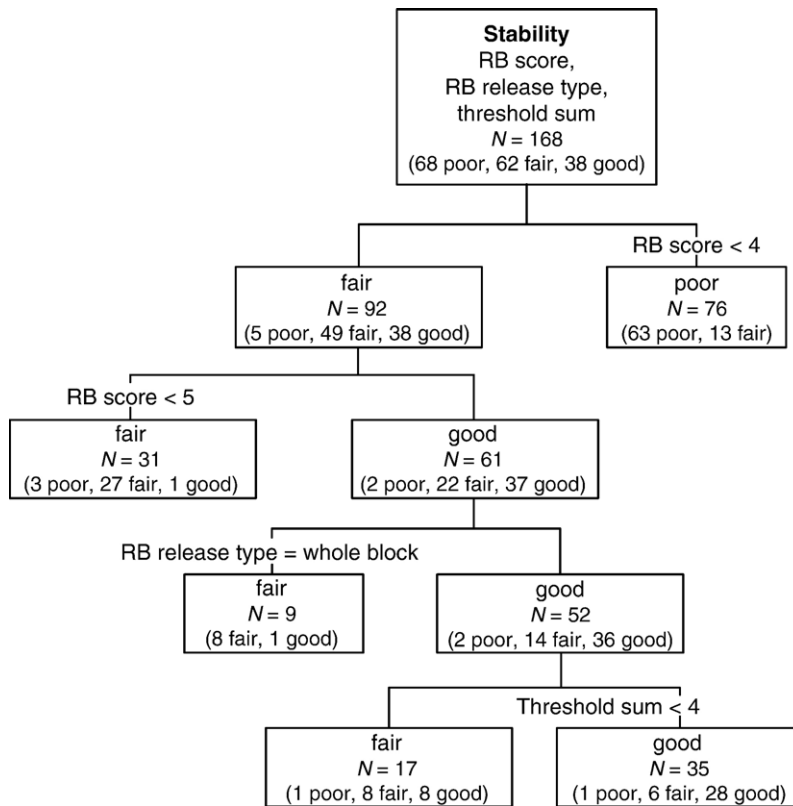 Stability
RB score,
RB release type,
threshold sum
N = 168
(68 poor, 62 fair, 38 good)
RB score < 4
fair
N = 92
(5 poor, 49 fair, 38 good)
poor
N = 76
(63 poor, 13 fair)
RB score < 5
fair
N = 31
(3 poor, 27 fair, 1 good)
good
N = 61
(2 poor, 22 fair, 37 good)
RB release type = whole block
fair
N = 9
(8 fair, 1 good)
good
N = 52
(2 poor, 14 fair, 36 good)
Threshold sum < 4
fair
N = 17
(1 poor, 8 fair, 8 good)
good
N = 35
(1 poor, 6 fair, 28 good)